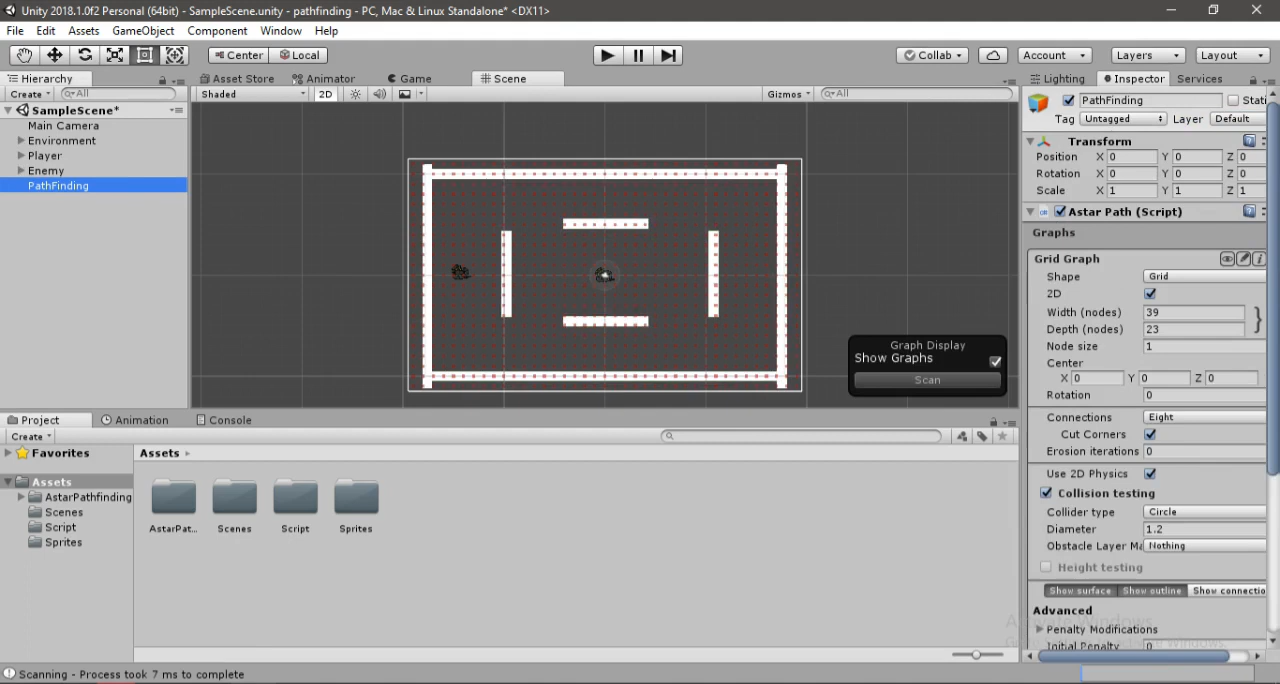 Unity 2018.1.0f2 Personal (64bit) - SampleScene.unity - pathfinding - PC, Mac & Linux Standalone* <DX11>
File Edit Assets GameObject Component Window Help
Center Local Collab Account Layers Layout
Hierarchy Asset Store Animator Game Scene Lighting Inspector Services
Create All Shaded 2D Gizmos All
SampleScene*
Main Camera
Environment
Player
Enemy
PathFinding
PathFinding Stati
Tag Untagged Layer Default
Transform
Position X 0 Y 0 Z 0
Rotation X 0 Y 0 Z 0
Scale X 1 Y 1 Z 1
Astar Path (Script)
Graphs
Grid Graph
Shape Grid
2D
Width (nodes) 39
Depth (nodes) 23
Node size 1
Center
X 0 Y 0 Z 0
Rotation 0
Connections Eight
Cut Corners
Erosion iterations 0
Use 2D Physics
Collision testing
Collider type Circle
Diameter 1.2
Obstacle Layer Ma Nothing
Height testing
Show surface Show outline Show connectio
Advanced
Penalty Modifications
Initial Penalty 0
Graph Display
Show Graphs
Scan
Project Animation Console
Create
Favorites
Assets
AstarPathfinding
Scenes
Script
Sprites
Assets
AstarPat... Scenes Script Sprites
Activate Windows
Scanning - Process took 7 ms to complete